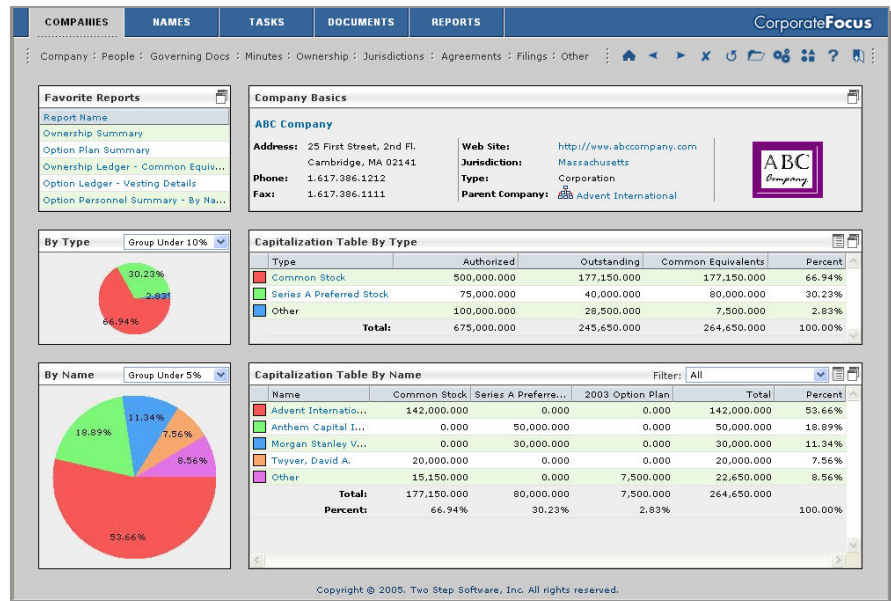 COMPANIES NAMES TASKS DOCUMENTS REPORTS CorporateFocus
Company : People : Governing Docs : Minutes : Ownership : Jurisdictions : Agreements : Filings : Other
Favorite Reports
Report Name
Ownership Summary
Option Plan Summary
Ownership Ledger - Common Equiv...
Option Ledger - Vesting Details
Option Personnel Summary - By Na...
Company Basics
ABC Company
Address: 25 First Street, 2nd Fl. Web Site: http://www.abccompany.com
Cambridge, MA 02141 Jurisdiction: Massachusetts
Phone: 1.617.386.1212 Type: Corporation
Fax: 1.617.386.1111 Parent Company: Advent International
ABC
Company
By Type Group Under 10%
30.23%
2.83%
66.94%
Capitalization Table By Type
Type Authorized Outstanding Common Equivalents Percent
Common Stock 500,000.000 177,150.000 177,150.000 66.94%
Series A Preferred Stock 75,000.000 40,000.000 80,000.000 30.23%
Other 100,000.000 28,500.000 7,500.000 2.83%
Total: 675,000.000 245,650.000 264,650.000 100.00%
By Name Group Under 5%
11.34%
18.89% 7.56%
8.56%
53.66%
Capitalization Table By Name Filter: All
Name Common Stock Series A Preferre... 2003 Option Plan Total Percent
Advent Internatio... 142,000.000 0.000 0.000 142,000.000 53.66%
Anthem Capital I... 0.000 50,000.000 0.000 50,000.000 18.89%
Morgan Stanley V... 0.000 30,000.000 0.000 30,000.000 11.34%
Twyver, David A. 20,000.000 0.000 0.000 20,000.000 7.56%
Other 15,150.000 0.000 7,500.000 22,650.000 8.56%
Total: 177,150.000 80,000.000 7,500.000 264,650.000
Percent: 66.94% 30.23% 2.83% 100.00%
Copyright © 2005. Two Step Software, Inc. All rights reserved.